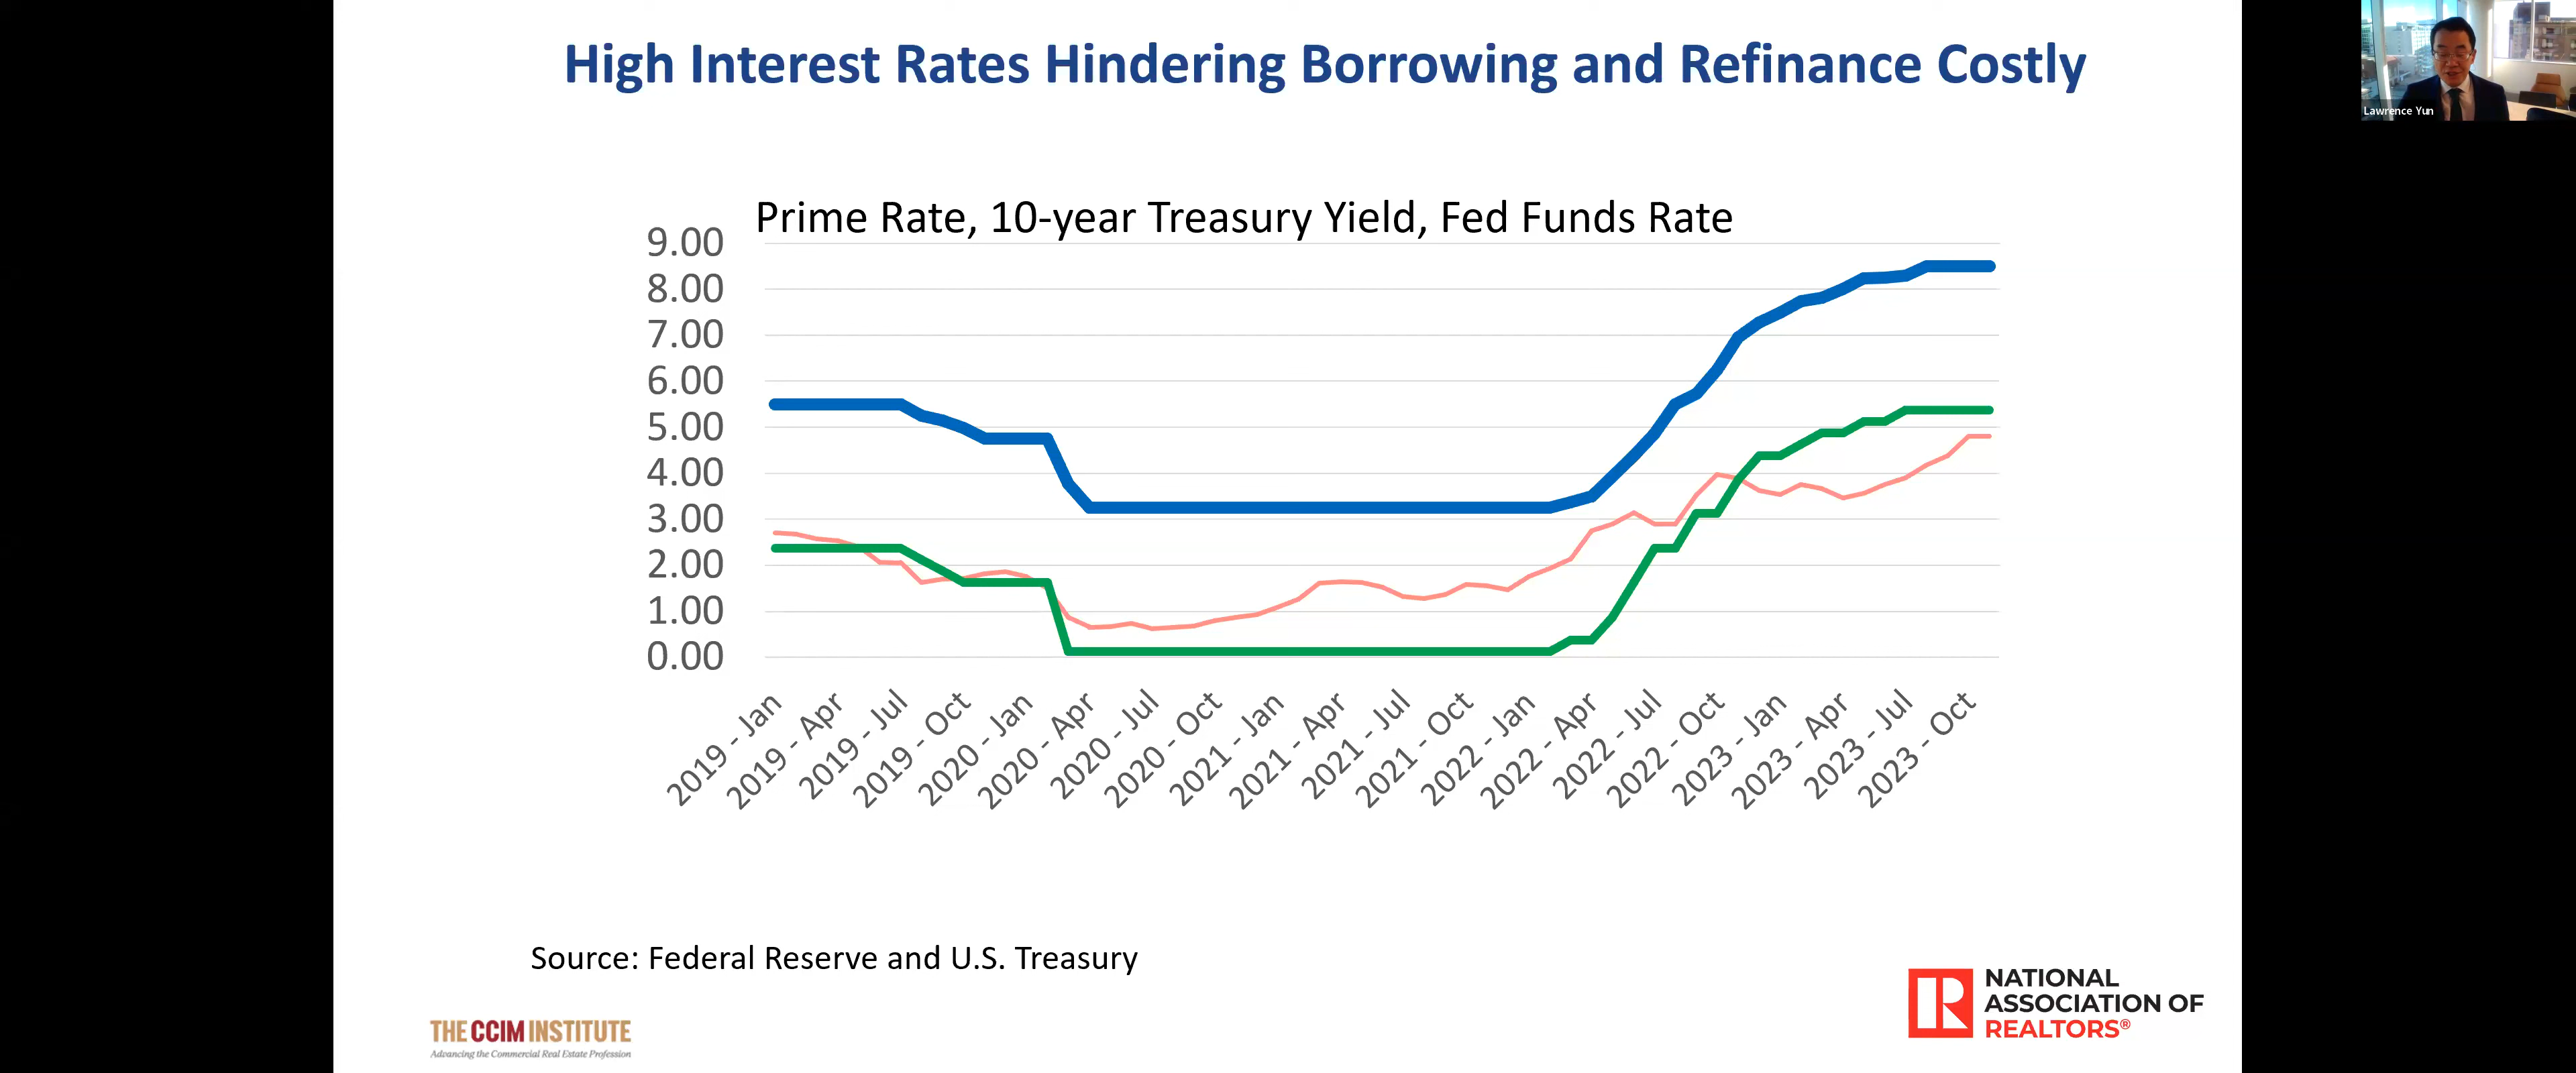 High Interest Rates Hindering Borrowing and Refinance Costly
Lawrence Yun
Prime Rate, 10-year Treasury Yield, Fed Funds Rate
9.00
8.00
7.00
6.00
5.00
4.00
3.00
2.00
1.00
0.00
2019 - Jan
2019 - Apr
2019 - Jul
2019 - Oct
2020 - Jan
2020 - Apr
2020 - Jul
2020 - Oct
2021 - Jan
2021 - Apr
2021 - Jul
2021 - Oct
2022 - Jan
2022 - Apr
2022 - Jul
2022 - Oct
2023 - Jan
2023 - Apr
2023 - Jul
2023 - Oct
Source: Federal Reserve and U.S. Treasury
THE CCIM INSTITUTE
Advancing the Commercial Real Estate Profession
R
NATIONAL
ASSOCIATION OF
REALTORS®